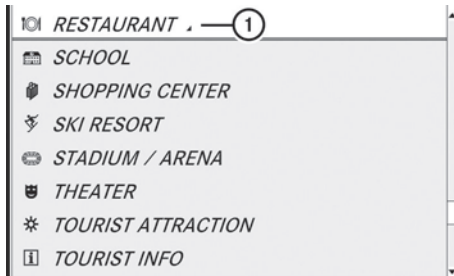 RESTAURANT 1
SCHOOL
SHOPPING CENTER
SKI RESORT
STADIUM / ARENA
THEATER
TOURIST ATTRACTION
i TOURIST INFO